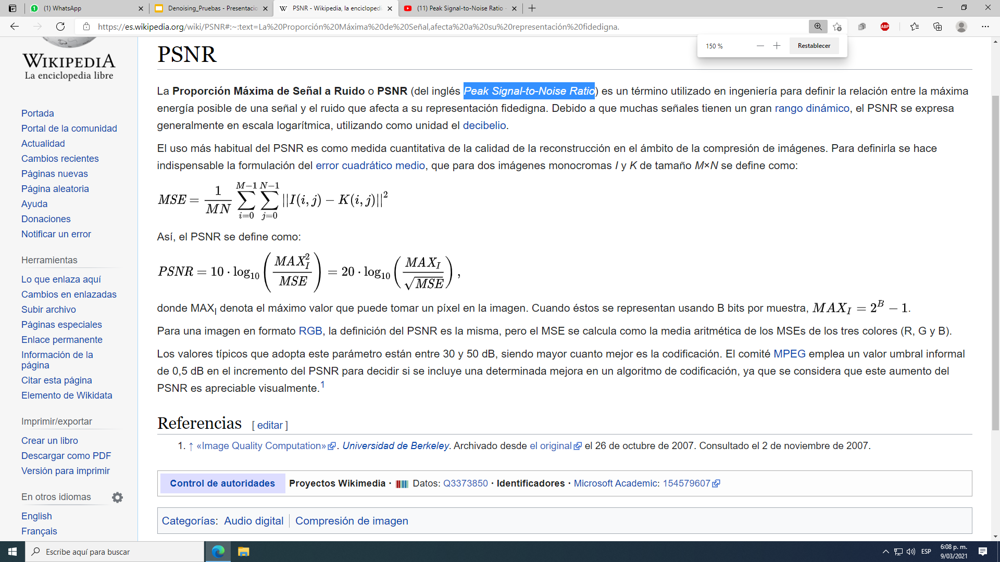 (1) WhatsApp
Denoising_Pruebas - Presentacio
PSNR - Wikipedia, la enciclopedi
(11) Peak Signal-to-Noise Ratio -
https://es.wikipedia.org/wiki/PSNR#:~:text=La%20Proporción%20Máxima%20de%20Señal,afecta%20a%20su%20representación%20fidedigna.
ABP
150 %
Restablecer
WIKIPEDIA
La enciclopedia libre
Portada
Portal de la comunidad
Actualidad
Cambios recientes
Páginas nuevas
Página aleatoria
Ayuda
Donaciones
Notificar un error
Herramientas
Lo que enlaza aquí
Cambios en enlazadas
Subir archivo
Páginas especiales
Enlace permanente
Información de la
página
Citar esta página
Elemento de Wikidata
Imprimir/exportar
Crear un libro
Descargar como PDF
Versión para imprimir
En otros idiomas
English
Français
PSNR
La Proporción Máxima de Señal a Ruido o PSNR (del inglés Peak Signal-to-Noise Ratio) es un término utilizado en ingeniería para definir la relación entre la máxima
energía posible de una señal y el ruido que afecta a su representación fidedigna. Debido a que muchas señales tienen un gran rango dinámico, el PSNR se expresa
generalmente en escala logarítmica, utilizando como unidad el decibelio.
El uso más habitual del PSNR es como medida cuantitativa de la calidad de la reconstrucción en el ámbito de la compresión de imágenes. Para definirla se hace
indispensable la formulación del error cuadrático medio, que para dos imágenes monocromas I y K de tamaño M×N se define como:
MSE = \frac{1}{MN} \sum_{i=0}^{M-1} \sum_{j=0}^{N-1} ||I(i, j) − K(i, j)||^2
Así, el PSNR se define como:
PSNR = 10 · log_{10} \left( \frac{MAX_I^2}{MSE} \right) = 20 · log_{10} \left( \frac{MAX_I}{\sqrt{MSE}} \right) ,
donde MAX_I denota el máximo valor que puede tomar un píxel en la imagen. Cuando éstos se representan usando B bits por muestra, MAX_I = 2^B − 1.
Para una imagen en formato RGB, la definición del PSNR es la misma, pero el MSE se calcula como la media aritmética de los MSEs de los tres colores (R, G y B).
Los valores típicos que adopta este parámetro están entre 30 y 50 dB, siendo mayor cuanto mejor es la codificación. El comité MPEG emplea un valor umbral informal
de 0,5 dB en el incremento del PSNR para decidir si se incluye una determinada mejora en un algoritmo de codificación, ya que se considera que este aumento del
PSNR es apreciable visualmente.1
Referencias [ editar ]
1. ↑ «Image Quality Computation». Universidad de Berkeley. Archivado desde el original el 26 de octubre de 2007. Consultado el 2 de noviembre de 2007.
Control de autoridades Proyectos Wikimedia · Datos: Q3373850 · Identificadores · Microsoft Academic: 154579607
Categorías: Audio digital | Compresión de imagen
Escribe aquí para buscar
ESP
6:08 p. m.
9/03/2021